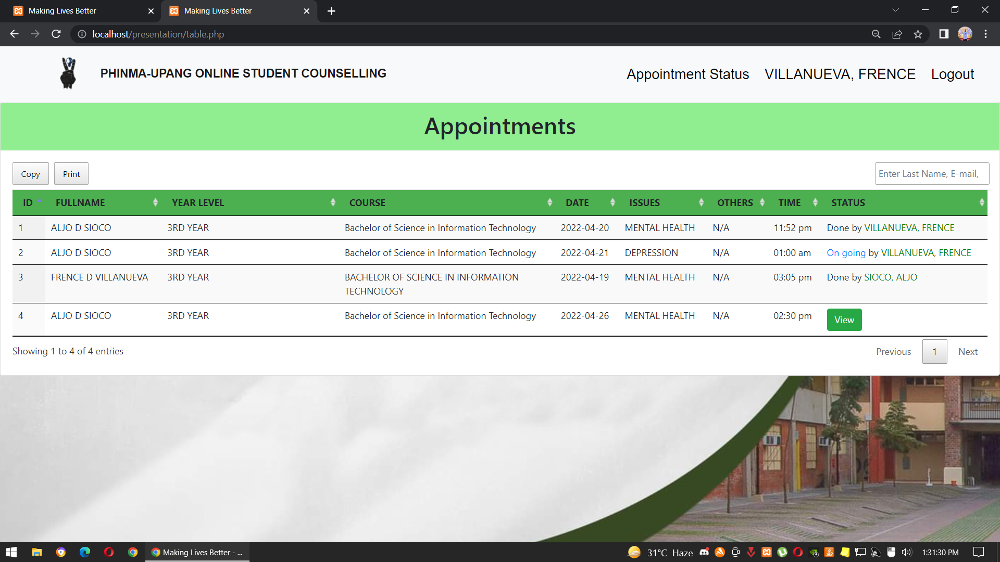 Making Lives Better
Making Lives Better
localhost/presentation/table.php
PHINMA-UPANG ONLINE STUDENT COUNSELLING
Appointment Status VILLANUEVA, FRENCE Logout
Appointments
Copy Print Enter Last Name, E-mail,
ID FULLNAME YEAR LEVEL COURSE DATE ISSUES OTHERS TIME STATUS
1 ALJO D SIOCO 3RD YEAR Bachelor of Science in Information Technology 2022-04-20 MENTAL HEALTH N/A 11:52 pm Done by VILLANUEVA, FRENCE
2 ALJO D SIOCO 3RD YEAR Bachelor of Science in Information Technology 2022-04-21 DEPRESSION N/A 01:00 am On going by VILLANUEVA, FRENCE
3 FRENCE D VILLANUEVA 3RD YEAR BACHELOR OF SCIENCE IN INFORMATION 2022-04-19 MENTAL HEALTH N/A 03:05 pm Done by SIOCO, ALJO
TECHNOLOGY
4 ALJO D SIOCO 3RD YEAR Bachelor of Science in Information Technology 2022-04-26 MENTAL HEALTH N/A 02:30 pm View
Showing 1 to 4 of 4 entries
Previous 1 Next
Making Lives Better - ...
31°C Haze
1:31:30 PM